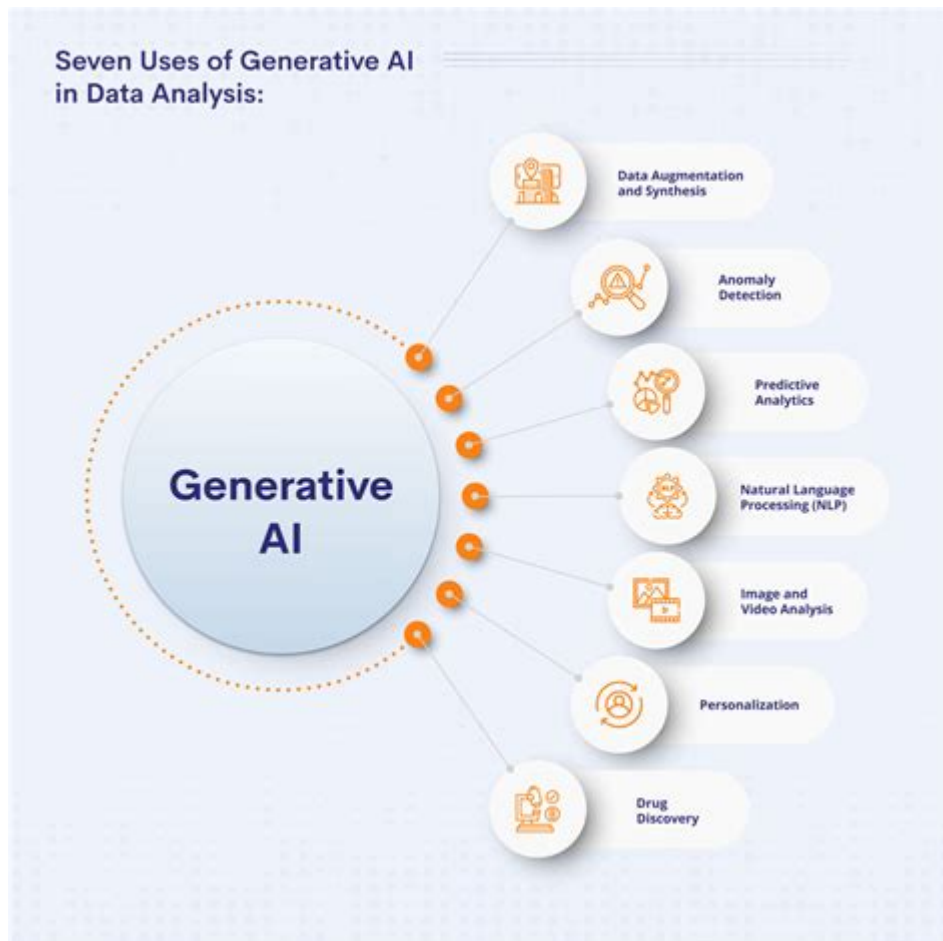 Seven Uses of Generative AI
in Data Analysis:
Data Augmentation
and Synthesis
Anomaly
Detection
Predictive
Analytics
Generative
AI
NLP
Natural Language
Processing (NLP)
Image and
Video Analysis
Personalization
Drug
Discovery